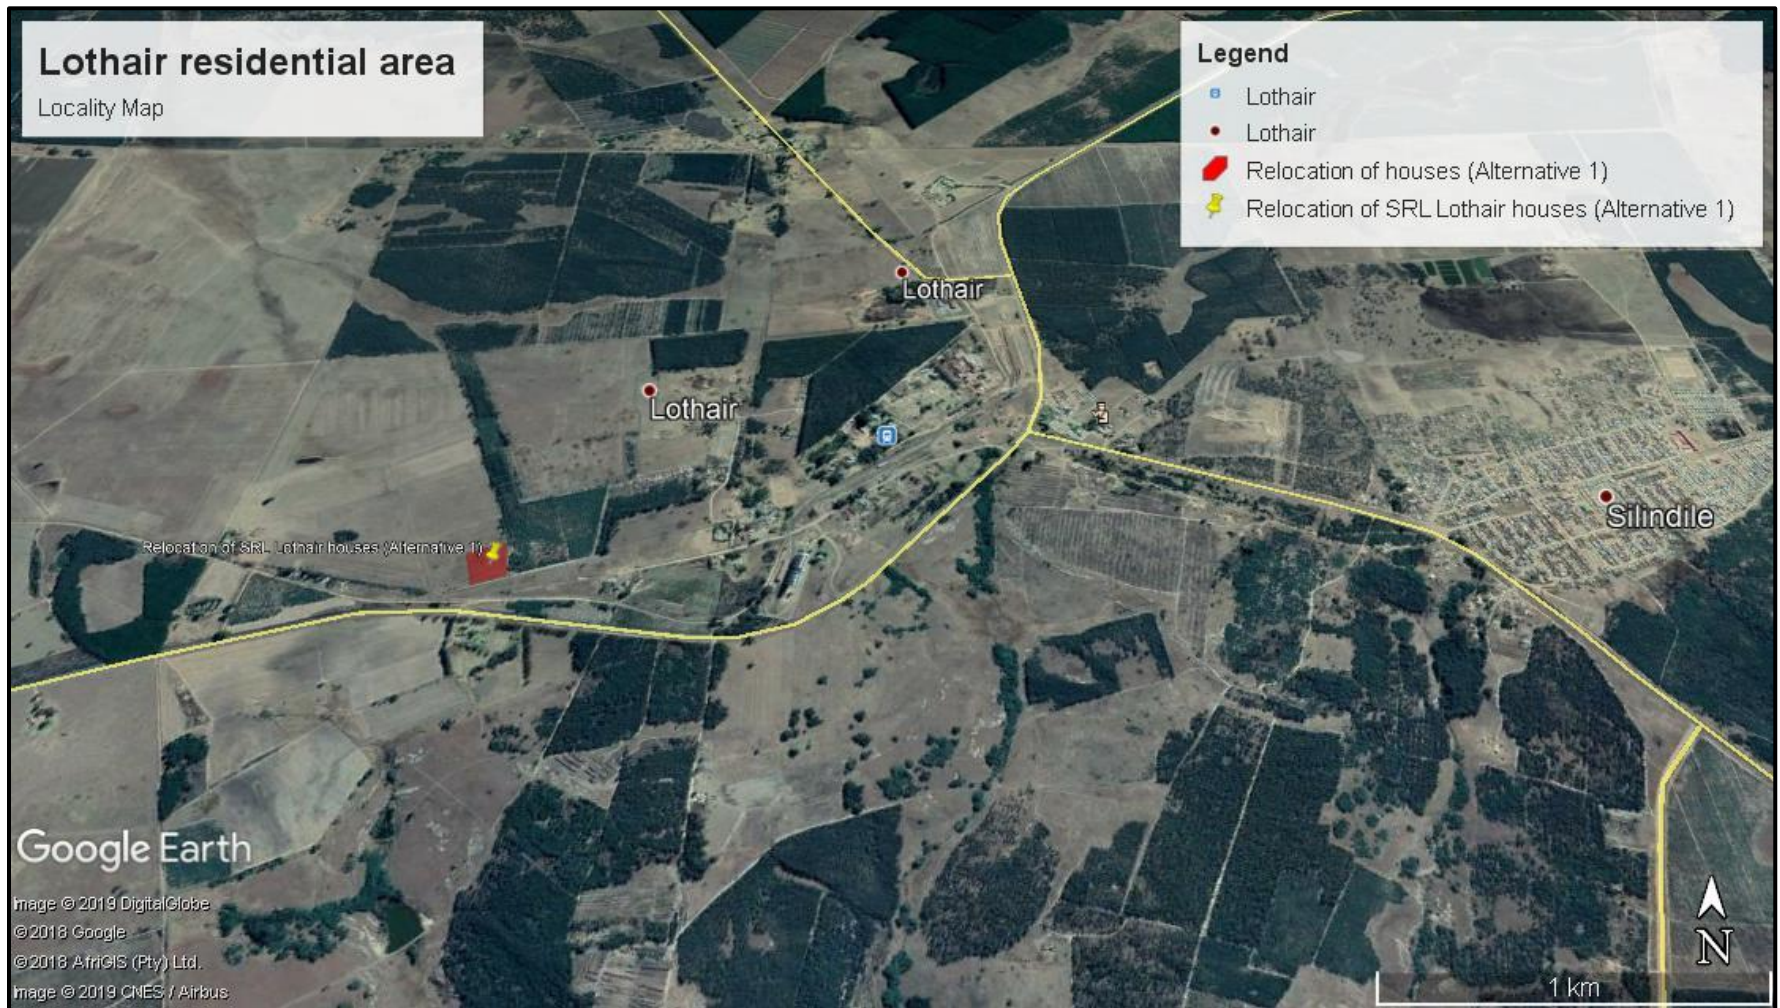 Lothair residential area
Locality Map
Legend
Lothair
Lothair
Relocation of houses (Alternative 1)
Relocation of SRL Lothair houses (Alternative 1)
Lothair
Lothair
Silindile
Relocation of SRL Lothair houses (Alternative 1)
Google Earth
Image © 2019 DigitalGlobe
© 2018 Google
© 2018 AfriGIS (Pty) Ltd.
Image © 2019 CNES / Airbus
N
1 km